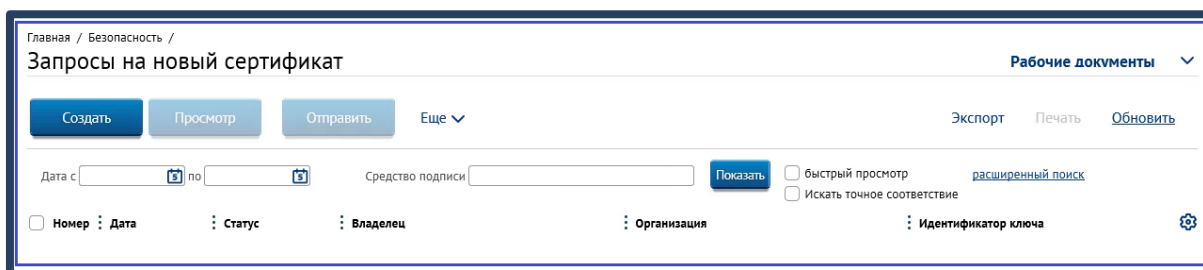 Главная / Безопасность /
Запросы на новый сертификат
Рабочие документы
Создать Просмотр Отправить Еще Экспорт Печать Обновить
Дата с по Средство подписи Показать быстрый просмотр расширенный поиск
Искать точное соответствие
Номер Дата Статус Владелец Организация Идентификатор ключа